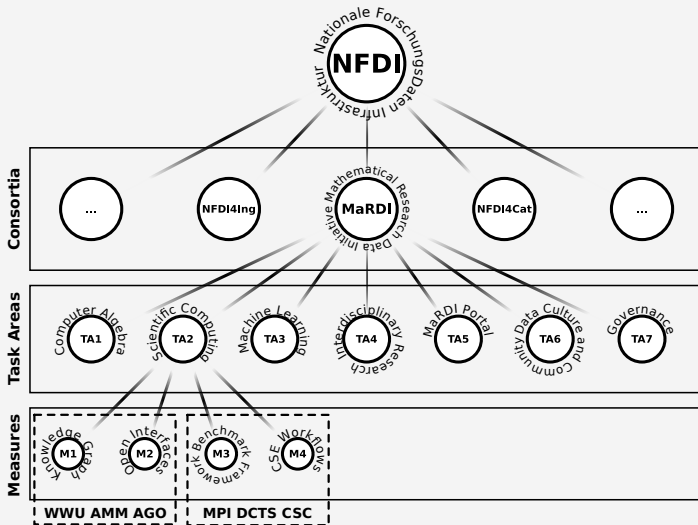 Nationale ForschungsDaten Infrastruktur
NFDI
Consortia
...
NFDI4Ing
Mathematical Research Data Initiative
MaRDI
NFDI4Cat
...
Task Areas
Computer Algebra
TA1
Scientific Computing
TA2
Machine Learning
TA3
Interdisciplinary Research
TA4
MaRDI Portal
TA5
Data Culture and Community
TA6
Governance
TA7
Measures
Knowledge Graph
M1
Open Interfaces
M2
Benchmark Framework
M3
CSE Workflows
M4
WWU AMM AGO
MPI DCTS CSC